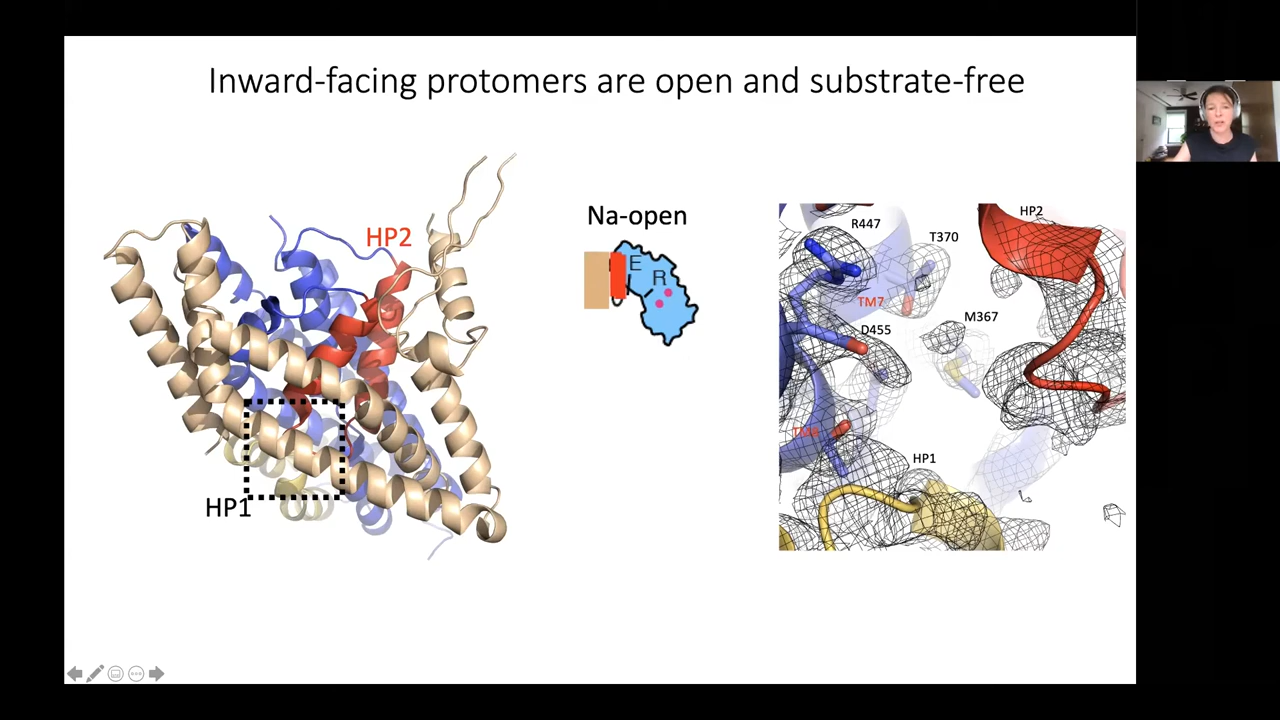 Inward-facing protomers are open and substrate-free
HP2
HP1
Na-open
E
R
R447
T370
HP2
TM7
M367
D455
TM8
HP1